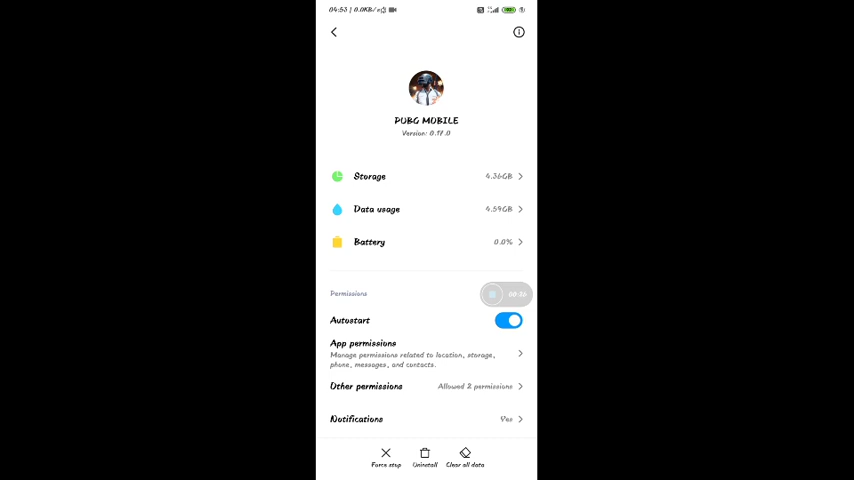 04:53 | 0.0KB/s
PUBG MOBILE
Version: 0.17.0
Storage 4.36GB
Data usage 4.59GB
Battery 0.0%
Permissions
00:26
Autostart
App permissions
Manage permissions related to location, storage,
phone, messages, and contacts.
Other permissions Allowed 2 permissions
Notifications Yes
Force stop Uninstall Clear all data